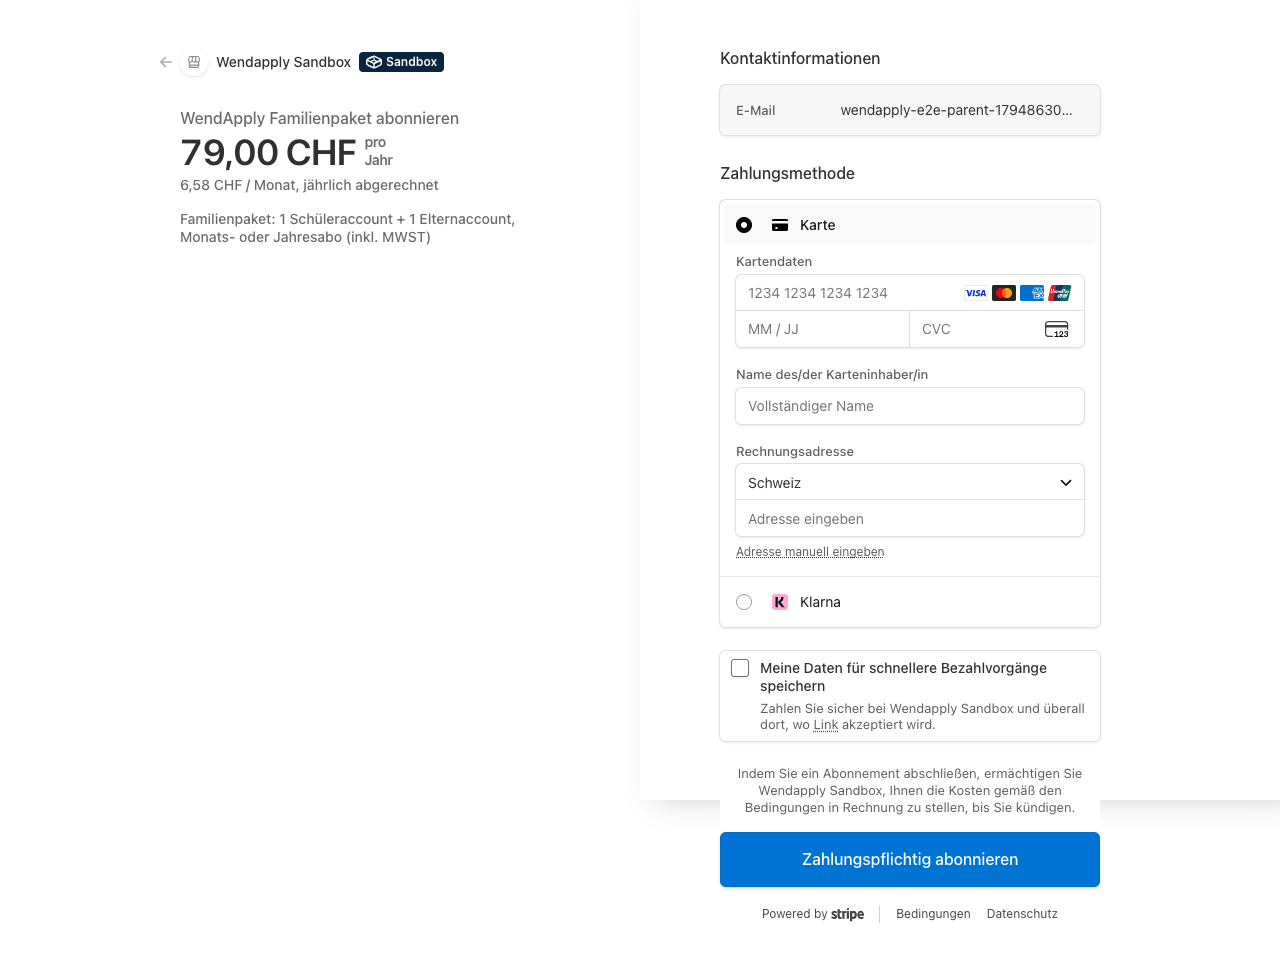 Wendapply Sandbox Sandbox
WendApply Familienpaket abonnieren
79,00 CHF pro
Jahr
6,58 CHF / Monat, jährlich abgerechnet
Familienpaket: 1 Schüleraccount + 1 Elternaccount,
Monats- oder Jahresabo (inkl. MWST)
Kontaktinformationen
E-Mail wendapply-e2e-parent-17948630...
Zahlungsmethode
Karte
Kartendaten
1234 1234 1234 1234 VISA AMEX UnionPay
MM / JJ CVC 123
Name des/der Karteninhaber/in
Vollständiger Name
Rechnungsadresse
Schweiz
Adresse eingeben
Adresse manuell eingeben
K Klarna
Meine Daten für schnellere Bezahlvorgänge
speichern
Zahlen Sie sicher bei Wendapply Sandbox und überall
dort, wo Link akzeptiert wird.
Indem Sie ein Abonnement abschließen, ermächtigen Sie
Wendapply Sandbox, Ihnen die Kosten gemäß den
Bedingungen in Rechnung zu stellen, bis Sie kündigen.
Zahlungspflichtig abonnieren
Powered by stripe Bedingungen Datenschutz